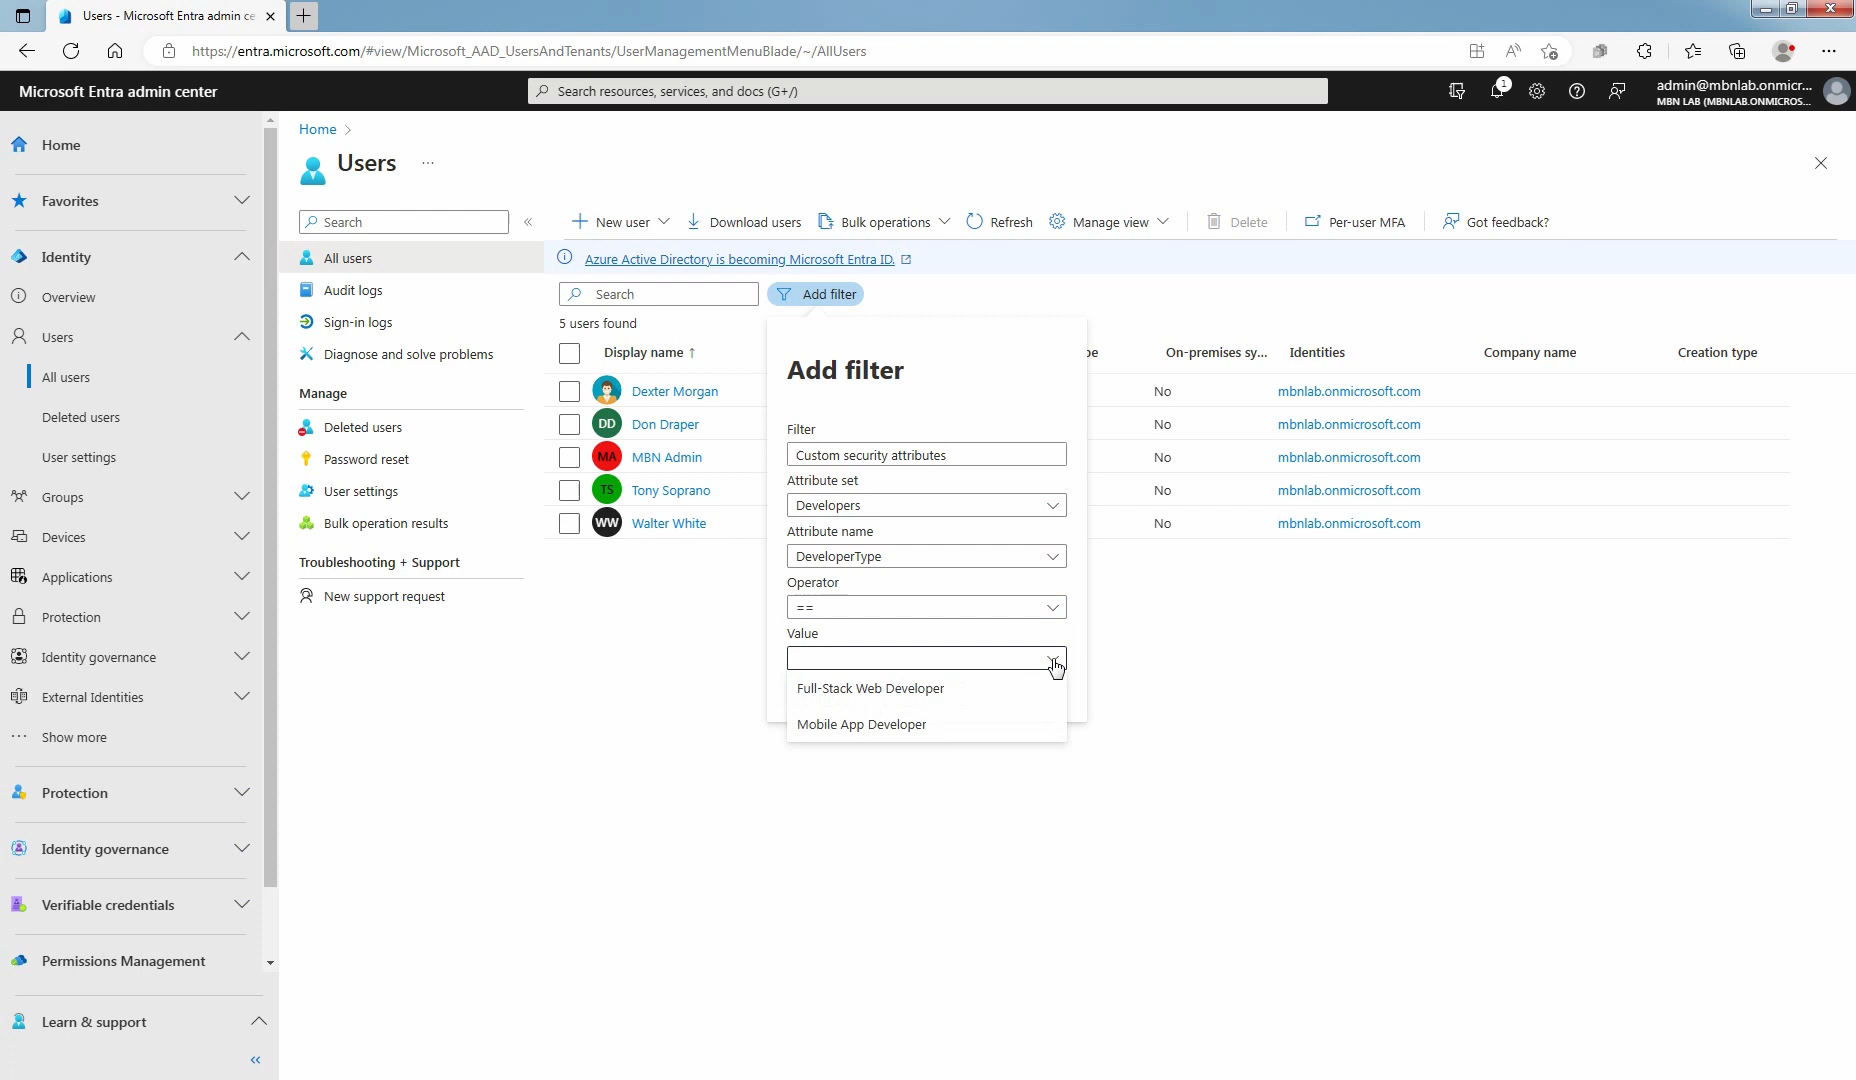 Users - Microsoft Entra admin ce
https://entra.microsoft.com/#view/Microsoft_AAD_UsersAndTenants/UserManagementMenuBlade/~/AllUsers
Microsoft Entra admin center
Search resources, services, and docs (G+/)
1
admin@mbnlab.onmicr...
MBN LAB (MBNLAB.ONMICROS...
Home
Favorites
Identity
Overview
Users
All users
Deleted users
User settings
Groups
Devices
Applications
Protection
Identity governance
External Identities
Show more
Protection
Identity governance
Verifiable credentials
Permissions Management
Learn & support
Home
Users
Search
All users
Audit logs
Sign-in logs
Diagnose and solve problems
Manage
Deleted users
Password reset
User settings
Bulk operation results
Troubleshooting + Support
New support request
New user
Download users
Bulk operations
Refresh
Manage view
Delete
Per-user MFA
Got feedback?
Azure Active Directory is becoming Microsoft Entra ID.
Search
Add filter
5 users found
Display name ↑
On-premises sy...
Identities
Company name
Creation type
Dexter Morgan No mbnlab.onmicrosoft.com
DD Don Draper No mbnlab.onmicrosoft.com
MA MBN Admin No mbnlab.onmicrosoft.com
TS Tony Soprano No mbnlab.onmicrosoft.com
WW Walter White No mbnlab.onmicrosoft.com
Add filter
Filter
Custom security attributes
Attribute set
Developers
Attribute name
DeveloperType
Operator
==
Value
Full-Stack Web Developer
Mobile App Developer